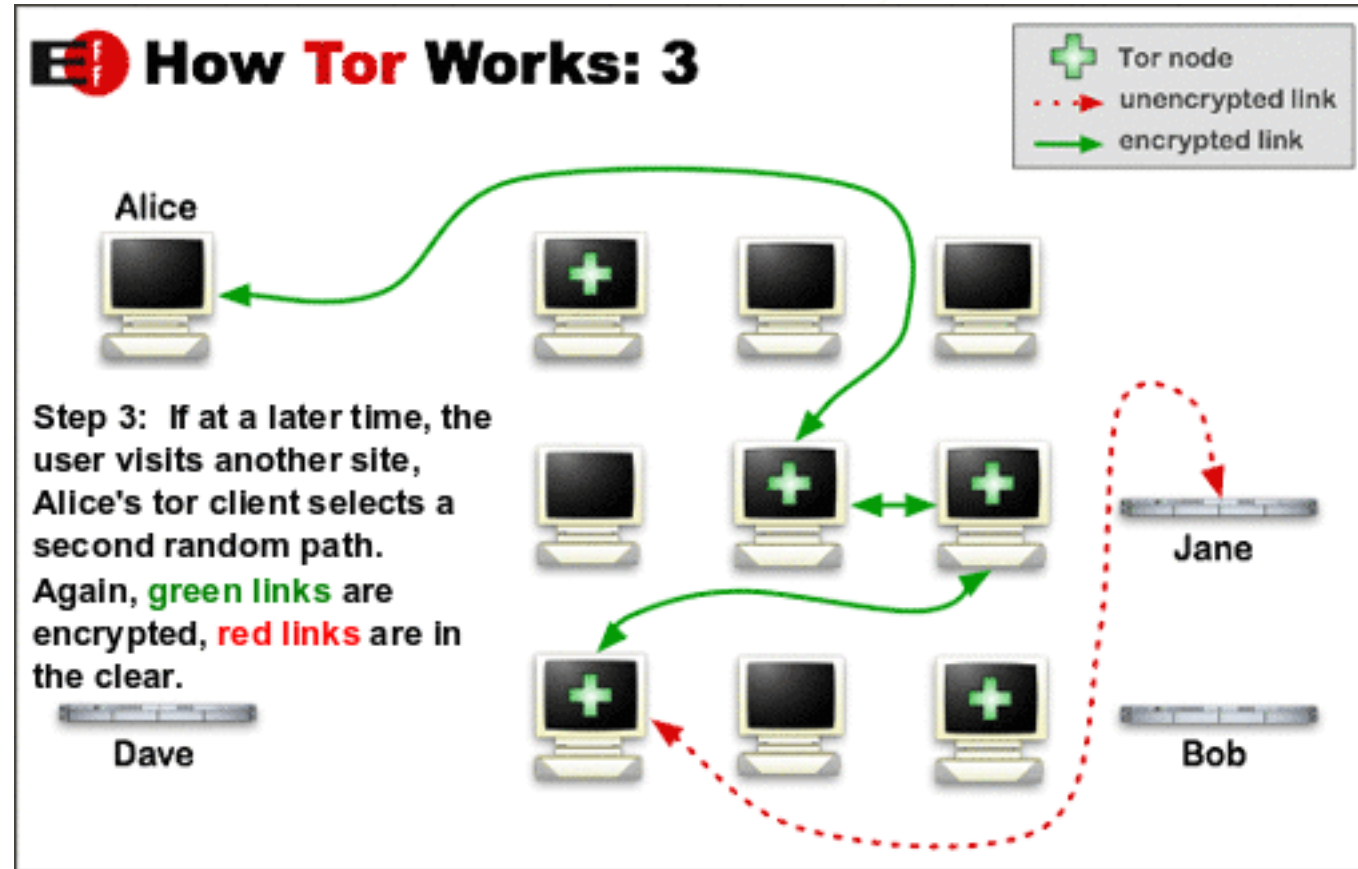 EFF How Tor Works: 3
Tor node
unencrypted link
encrypted link
Alice
Step 3: If at a later time, the
user visits another site,
Alice's tor client selects a
second random path.
Again, green links are
encrypted, red links are in
the clear.
Jane
Dave
Bob